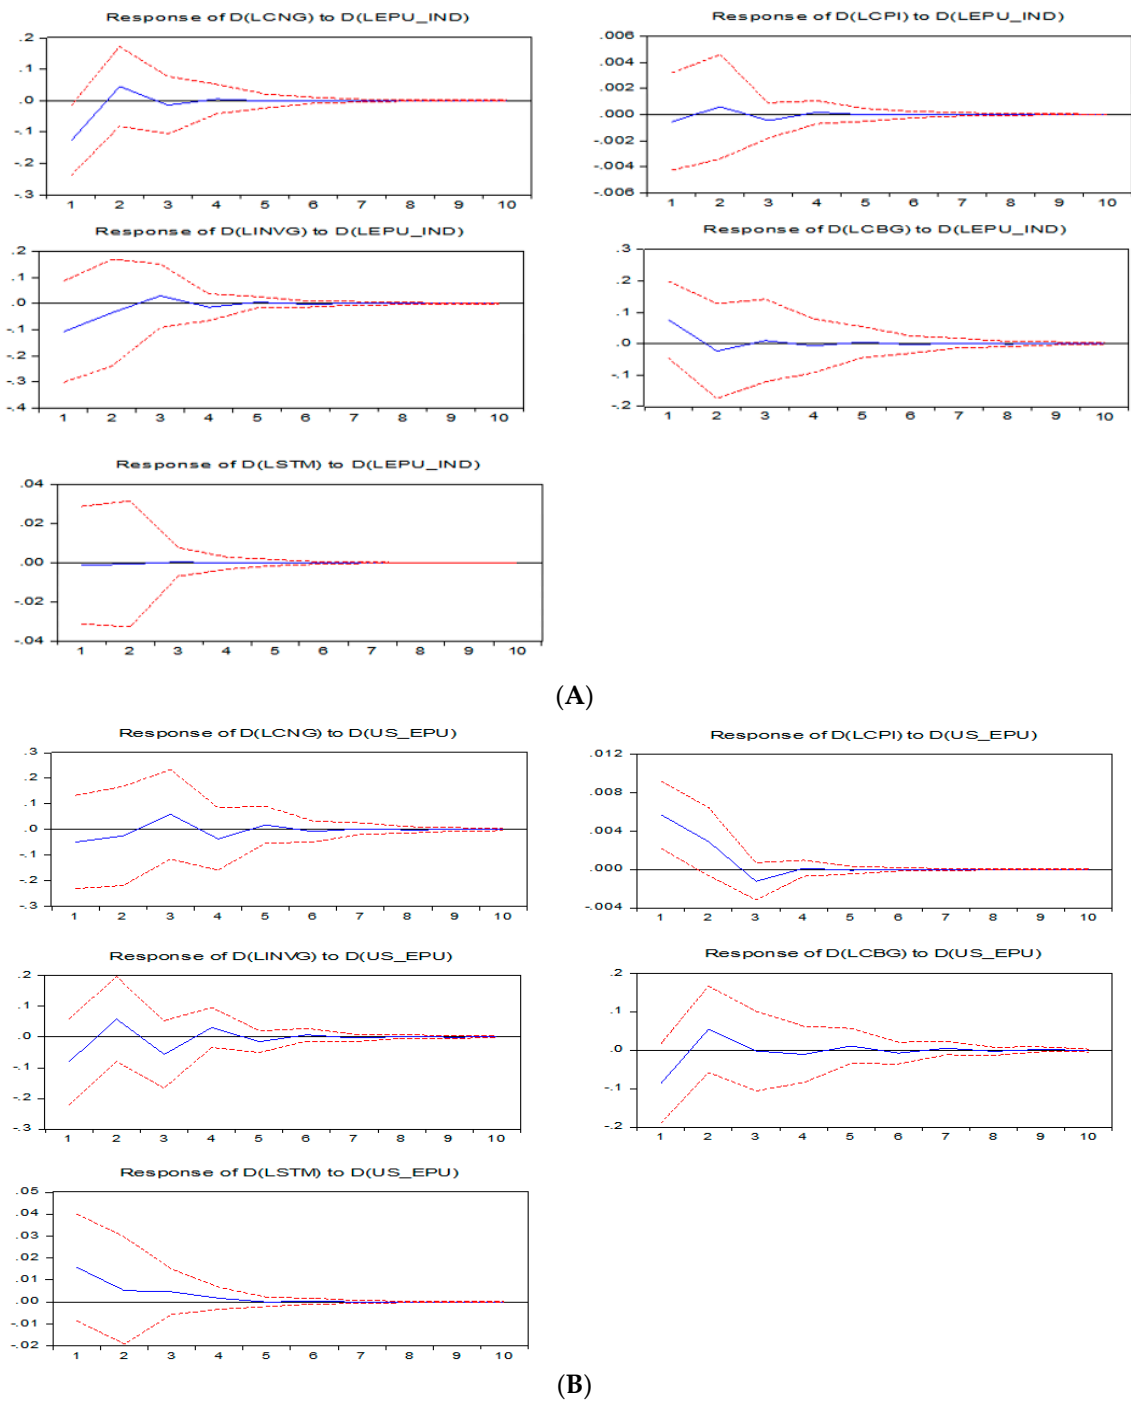 Response of D(LCNG) to D(LEPU_IND)
.2
.1
.0
-.1
-.2
-.3
1 2 3 4 5 6 7 8 9 10
Response of D(LCPI) to D(LEPU_IND)
.006
.004
.002
.000
-.002
-.004
-.006
1 2 3 4 5 6 7 8 9 10
Response of D(LINVG) to D(LEPU_IND)
.2
.1
.0
-.1
-.2
-.3
-.4
1 2 3 4 5 6 7 8 9 10
Response of D(LCBG) to D(LEPU_IND)
.3
.2
.1
.0
-.1
-.2
1 2 3 4 5 6 7 8 9 10
Response of D(LSTM) to D(LEPU_IND)
.04
.02
.00
-.02
-.04
1 2 3 4 5 6 7 8 9 10
(A)
Response of D(LCNG) to D(US_EPU)
.3
.2
.1
.0
-.1
-.2
-.3
1 2 3 4 5 6 7 8 9 10
Response of D(LCPI) to D(US_EPU)
.012
.008
.004
.000
-.004
1 2 3 4 5 6 7 8 9 10
Response of D(LINVG) to D(US_EPU)
.2
.1
.0
-.1
-.2
-.3
1 2 3 4 5 6 7 8 9 10
Response of D(LCBG) to D(US_EPU)
.2
.1
.0
-.1
-.2
1 2 3 4 5 6 7 8 9 10
Response of D(LSTM) to D(US_EPU)
.05
.04
.03
.02
.01
.00
-.01
-.02
1 2 3 4 5 6 7 8 9 10
(B)